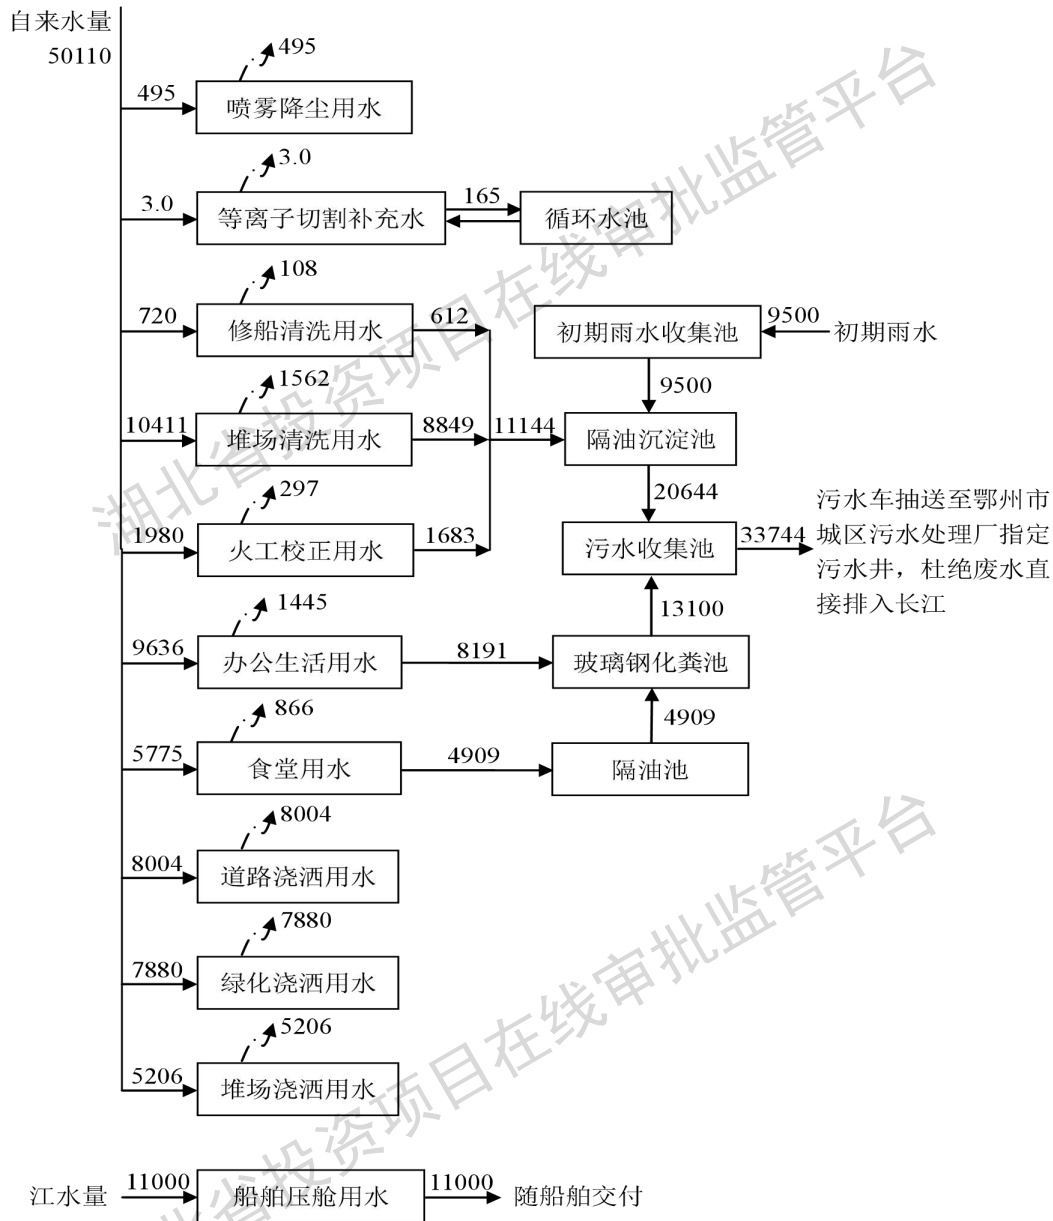 自来水量
50110
495
495
喷雾降尘用水
3.0
3.0
等离子切割补充水
165
循环水池
108
720
修船清洗用水
612
初期雨水收集池
9500
初期雨水
9500
1562
10411
堆场清洗用水
8849
11144
隔油沉淀池
20644
297
1980
火工校正用水
1683
污水收集池
33744
污水车抽送至鄂州市
城区污水处理厂指定
污水井，杜绝废水直
接排入长江
13100
1445
9636
办公生活用水
8191
玻璃钢化粪池
4909
866
5775
食堂用水
4909
隔油池
8004
8004
道路浇洒用水
7880
7880
绿化浇洒用水
5206
5206
堆场浇洒用水
江水量
11000
船舶压舱用水
11000
随船舶交付
湖北省投资项目在线审批监管平台
北省投资项目在线审批监管平台